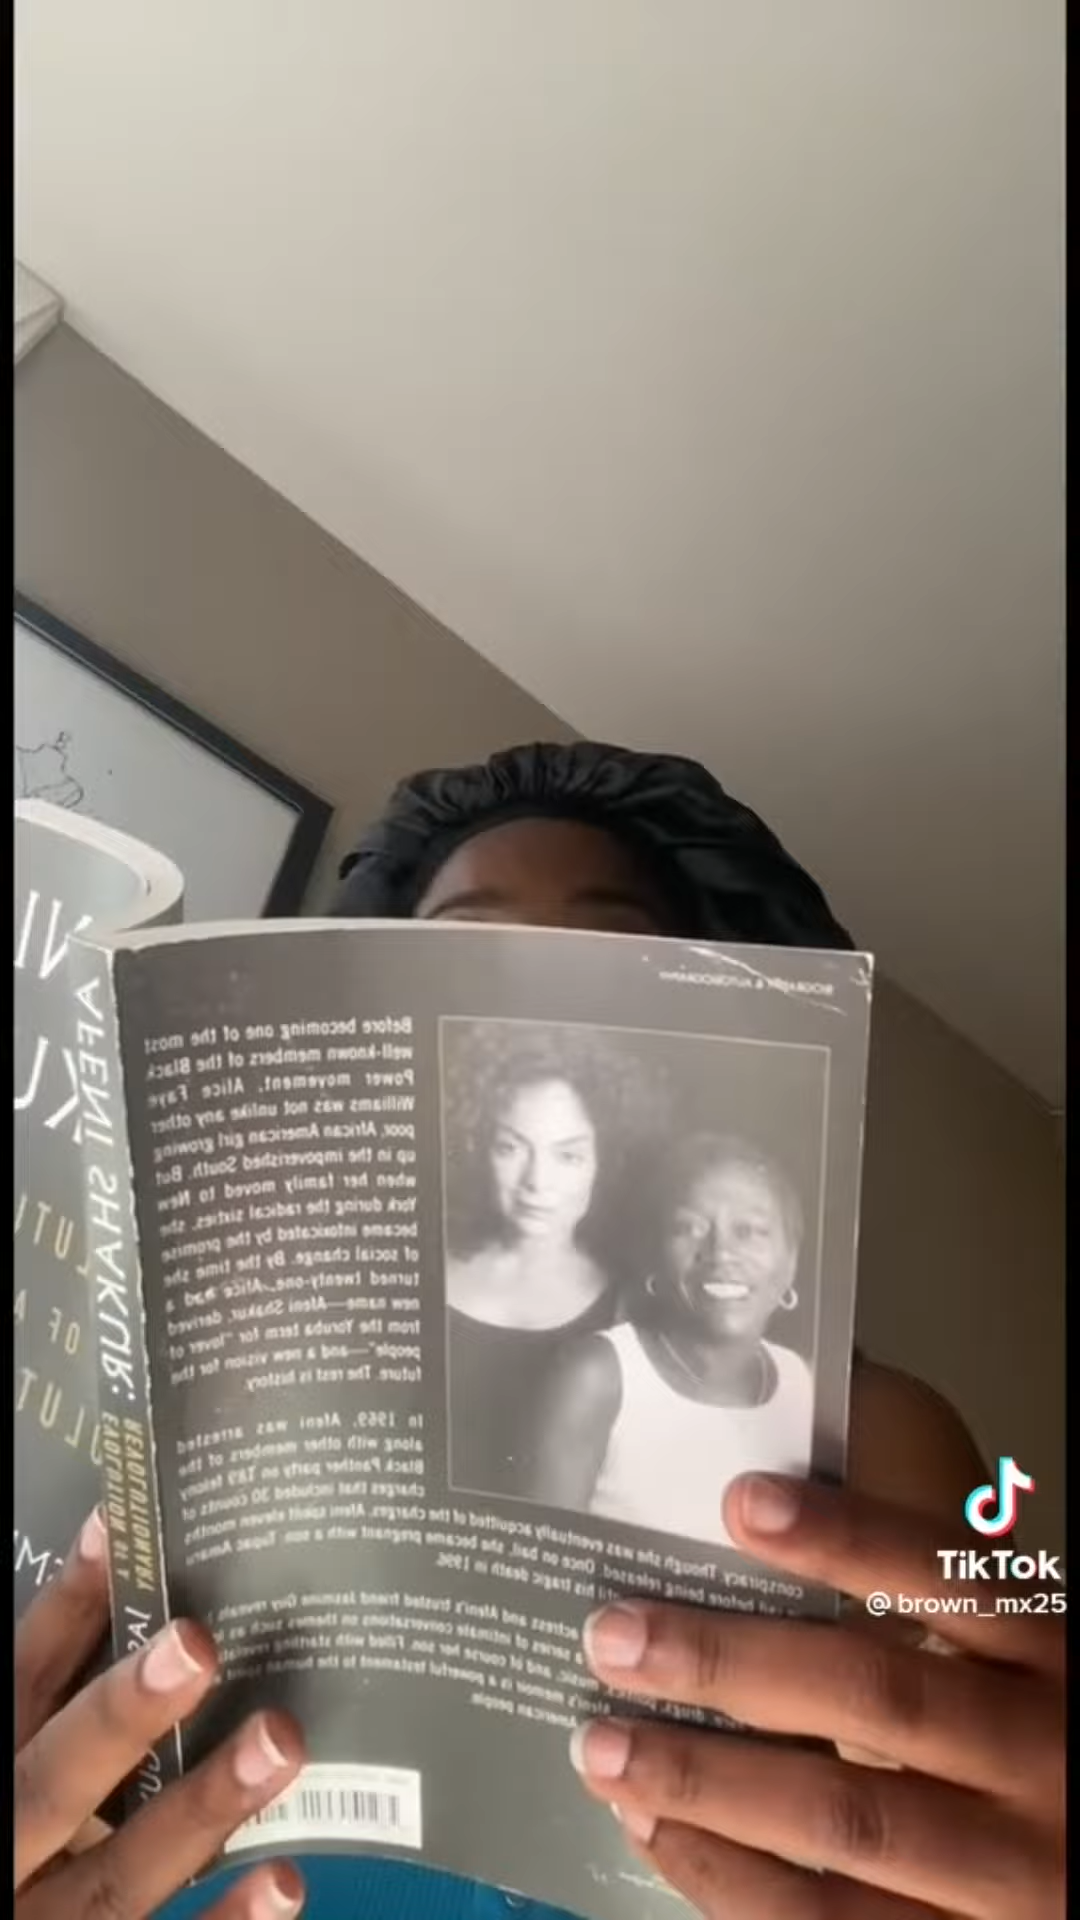 BIOGRAPHY & AUTOBIOGRAPHY
Before becoming one of the most
well-known members of the Black
Power movement, Alice Faye
Williams was not unlike any other
poor, African American girl growing
up in the impoverished South. But
when her family moved to New
York during the radical sixties, she
became intoxicated by the promise
of social change. By the time she
turned twenty-one, Alice had a
new name—Afeni Shakur, derived
from the Yoruba term for "lover of
people"—and a new vision for the
future. The rest is history.
In 1969, Afeni was arrested
along with other members of the
Black Panther party on 189 felony
charges that included 30 counts of
conspiracy. Though she was eventually acquitted of the charges, Afeni spent eleven months
before being released. Once on bail, she became pregnant with a son, Tupac Amaru
his tragic death in 1996.
actress and Afeni's trusted friend Jasmine Guy reveals
a series of intimate conversations on themes such as
drugs, music, and of course her son. Filled with startling
Afeni's memoir is a powerful testament to the human
American people.
AFENI SHAKUR:
EVOLUTION OF A
REVOLUTIONARY
TikTok
@brown_mx25